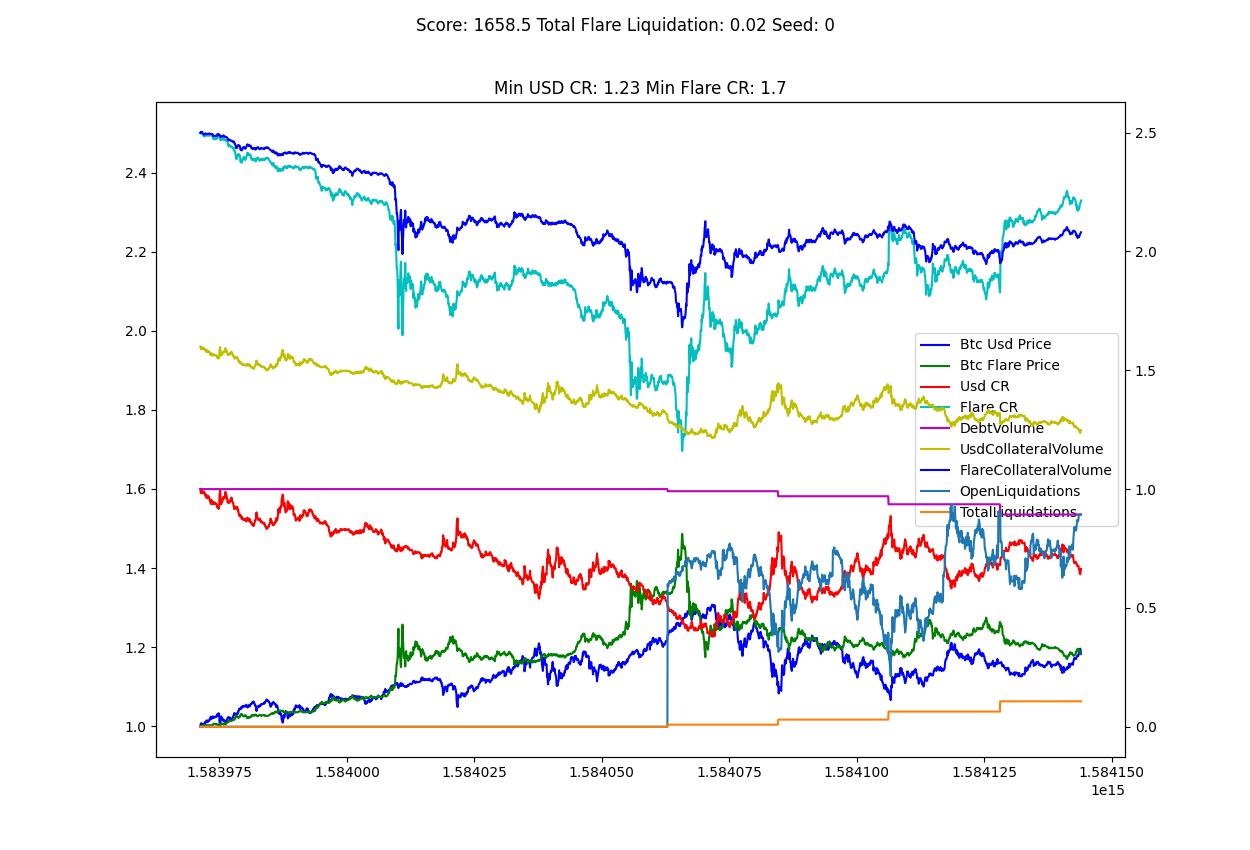 Score: 1658.5 Total Flare Liquidation: 0.02 Seed: 0
Min USD CR: 1.23 Min Flare CR: 1.7
2.4
2.2
2.0
1.8
1.6
1.4
1.2
1.0
2.5
2.0
1.5
1.0
0.5
0.0
Btc Usd Price
Btc Flare Price
Usd CR
Flare CR
DebtVolume
UsdCollateralVolume
FlareCollateralVolume
OpenLiquidations
TotalLiquidations
1.583975 1.584000 1.584025 1.584050 1.584075 1.584100 1.584125 1.584150
1e15